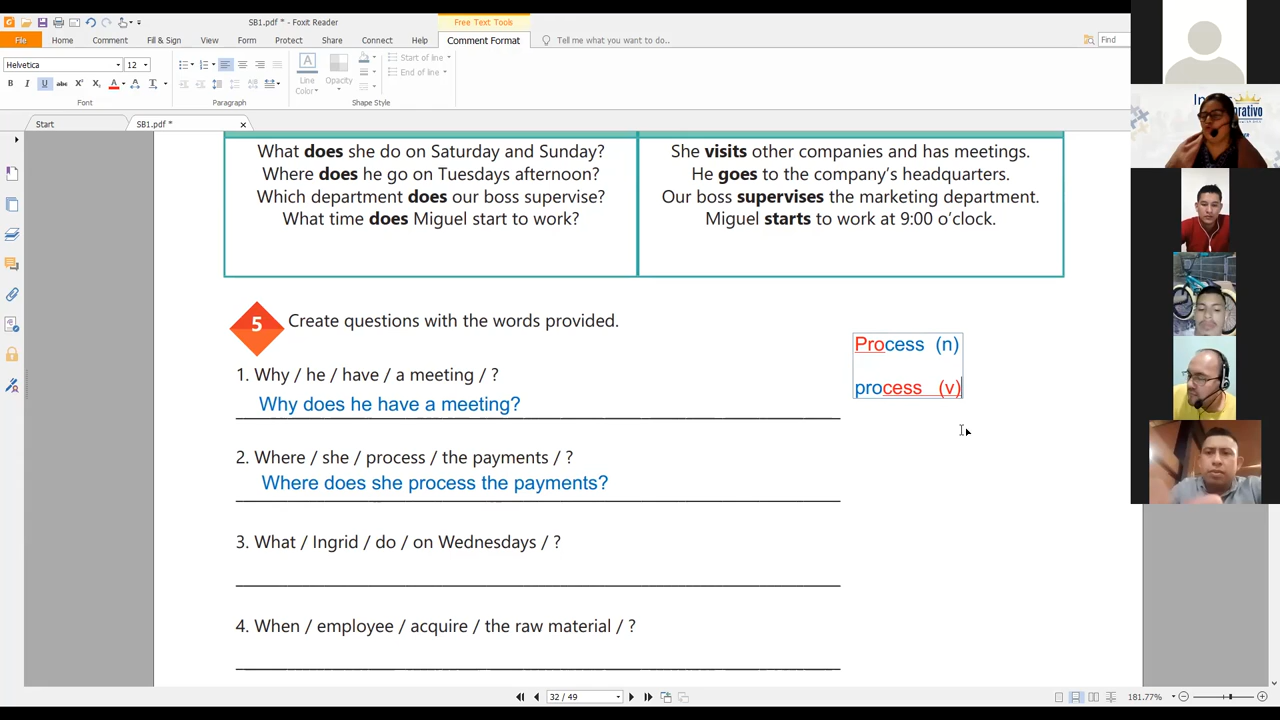 SB1.pdf * - Foxit Reader
Free Text Tools
File Home Comment Fill & Sign View Form Protect Share Connect Help Comment Format Tell me what you want to do.. Find
Helvetica 12
Start of line
End of line
Line Color
Opacity
B I U abc X² X₂ A T
Font Paragraph Shape Style
Start SB1.pdf *
What does she do on Saturday and Sunday?
Where does he go on Tuesdays afternoon?
Which department does our boss supervise?
What time does Miguel start to work?
She visits other companies and has meetings.
He goes to the company's headquarters.
Our boss supervises the marketing department.
Miguel starts to work at 9:00 o'clock.
5 Create questions with the words provided.
Process (n)
process (v)
1. Why / he / have / a meeting / ?
Why does he have a meeting?
2. Where / she / process / the payments / ?
Where does she process the payments?
3. What / Ingrid / do / on Wednesdays / ?
4. When / employee / acquire / the raw material / ?
32 / 49
181.77%